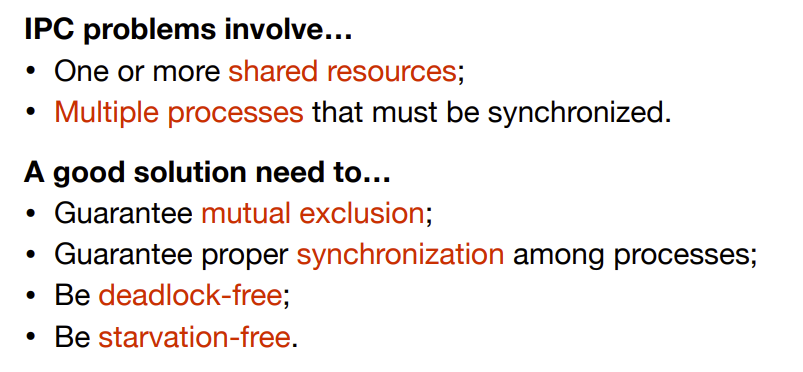 IPC problems involve…
• One or more shared resources;
• Multiple processes that must be synchronized.
A good solution need to…
• Guarantee mutual exclusion;
• Guarantee proper synchronization among processes;
• Be deadlock-free;
• Be starvation-free.